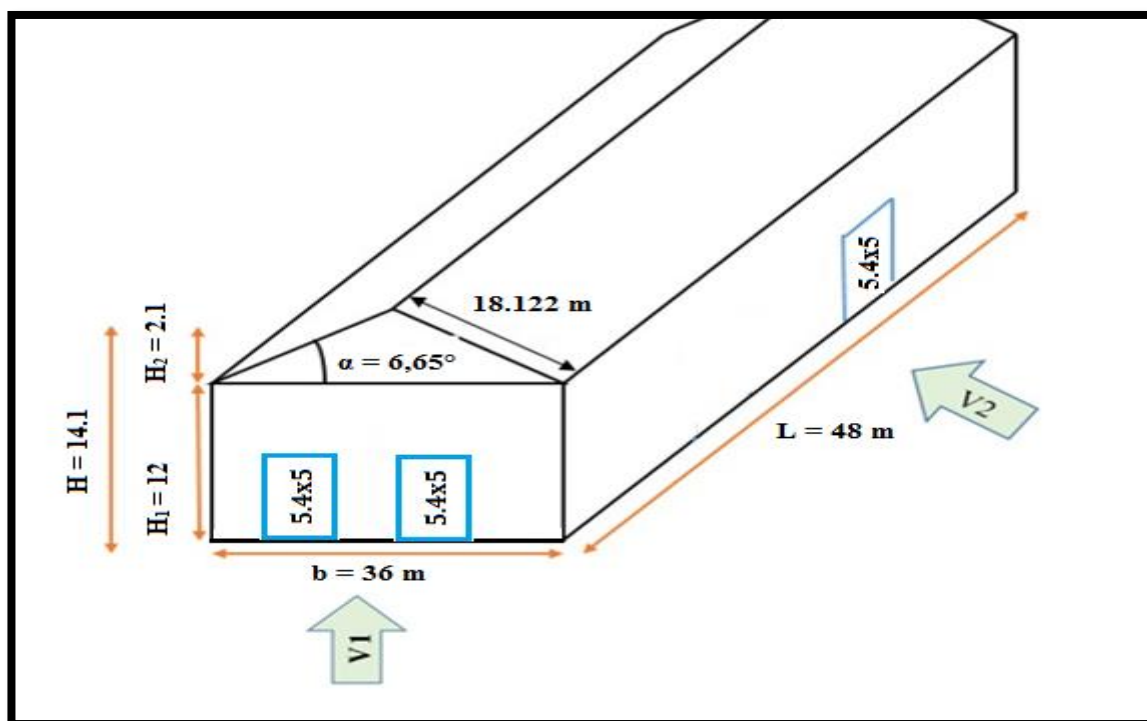 18.122 m
H₂ = 2.1
α = 6,65°
H = 14.1
H₁ = 12
5.4x5
5.4x5
5.4x5
V2
L = 48 m
b = 36 m
V1